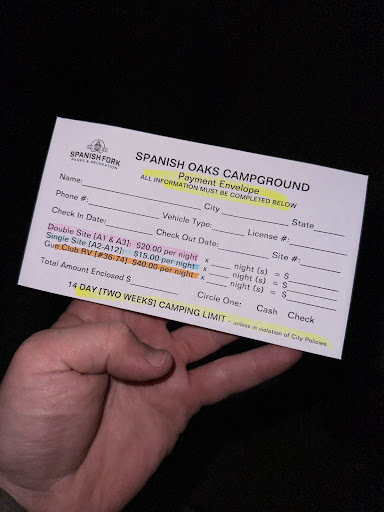 SPANISH FORK
PARKS & RECREATION
SPANISH OAKS CAMPGROUND
Payment Envelope
ALL INFORMATION MUST BE COMPLETED BELOW
Name: City State
Phone #: Vehicle Type: License #:
Check In Date: Check Out Date: Site #:
Double Site [A1 & A3]: $20.00 per night x night (s) = $
Single Site [A2-A12]: $15.00 per night x night (s) = $
Gun Club RV [#36-74] $40.00 per night x night (s) = $
Total Amount Enclosed $ Circle One: Cash Check
14 DAY [TWO WEEKS] CAMPING LIMIT - unless in violation of City Policies